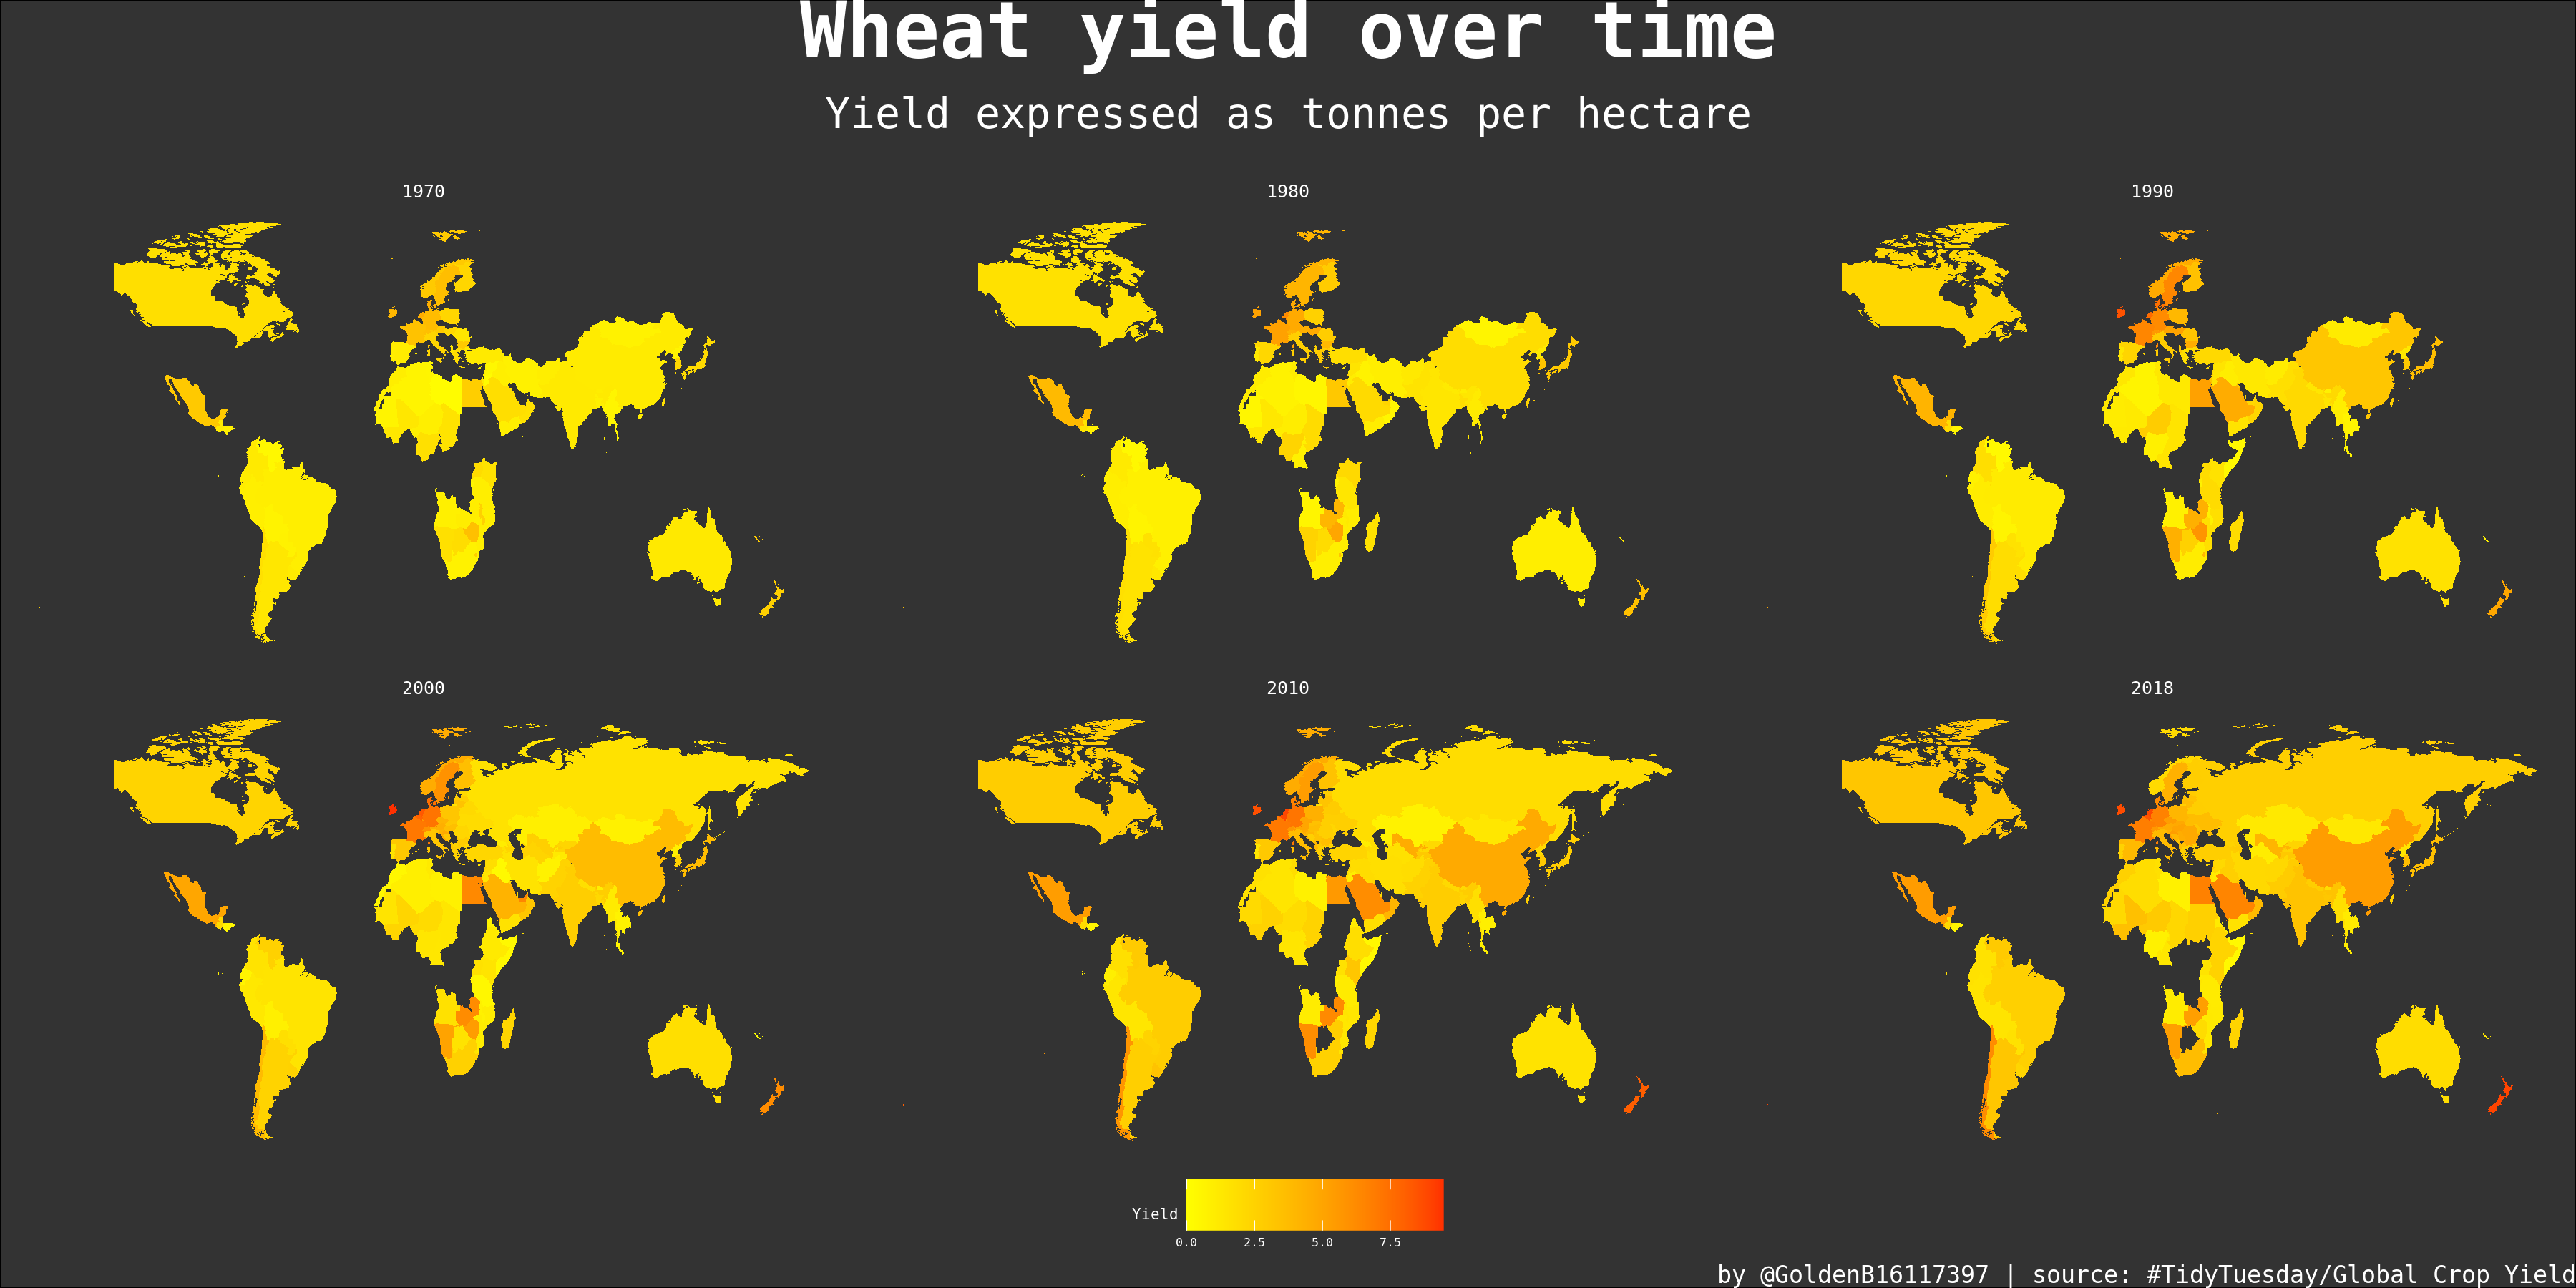 Wheat yield over time
Yield expressed as tonnes per hectare
1970
1980
1990
2000
2010
2018
Yield
0.0 2.5 5.0 7.5
by @GoldenB16117397 | source: #TidyTuesday/Global Crop Yield